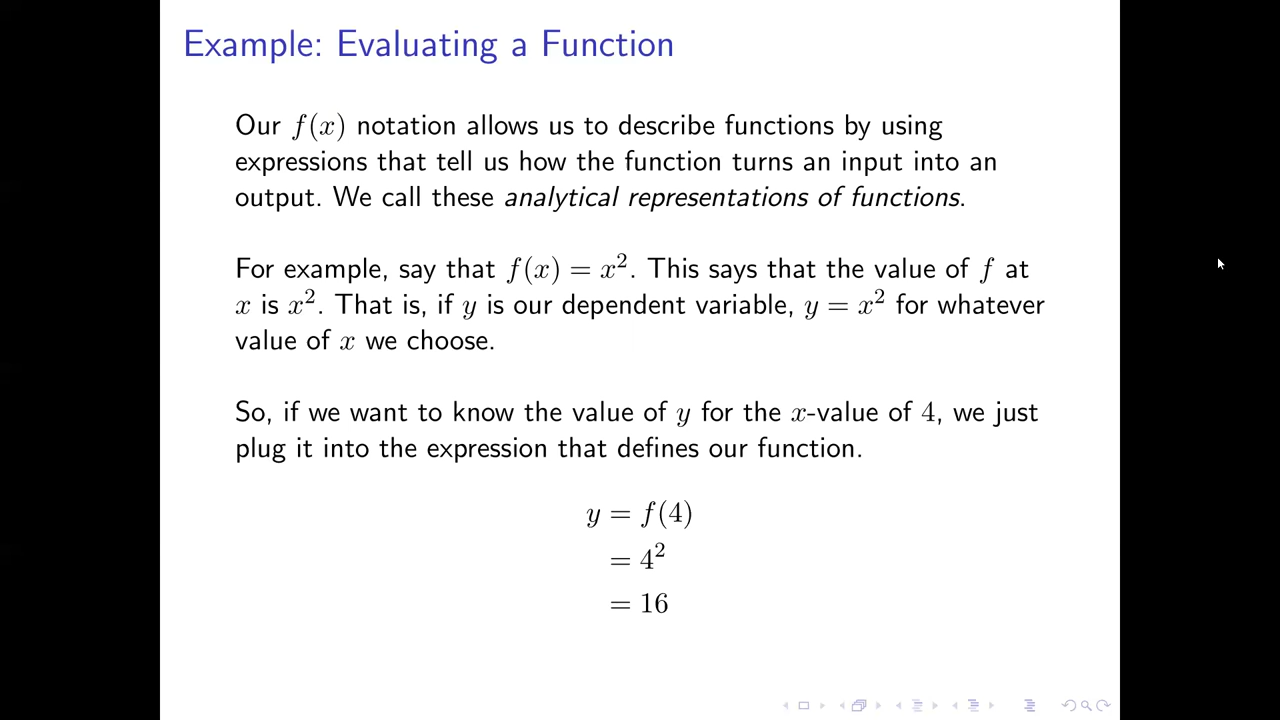 Example: Evaluating a Function
Our f(x) notation allows us to describe functions by using
expressions that tell us how the function turns an input into an
output. We call these analytical representations of functions.
For example, say that f(x) = x². This says that the value of f at
x is x². That is, if y is our dependent variable, y = x² for whatever
value of x we choose.
So, if we want to know the value of y for the x-value of 4, we just
plug it into the expression that defines our function.
y = f(4)
= 4²
= 16